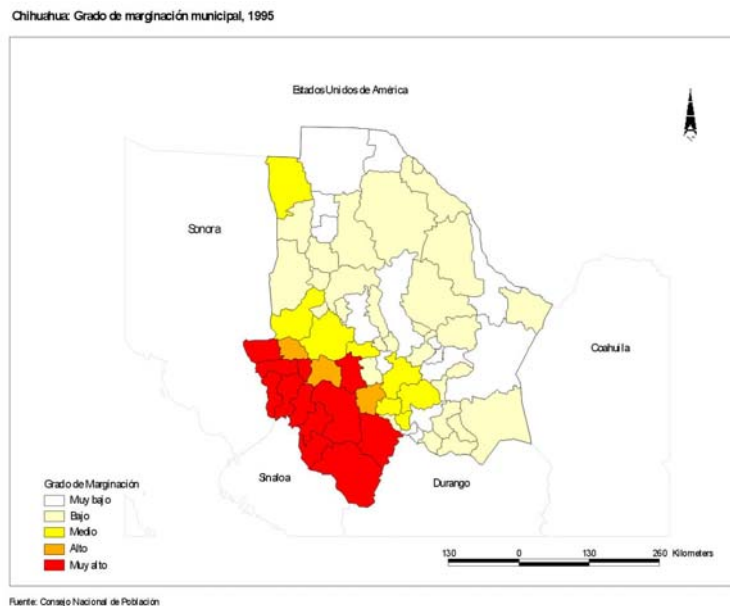 Chihuahua: Grado de marginación municipal, 1995
Estados Unidos de América
Sonora
Coahuila
Sinaloa
Durango
Grado de Marginación
Muy bajo
Bajo
Medio
Alto
Muy alto
130 0 130 260 Kilometers
Fuente: Consejo Nacional de Población